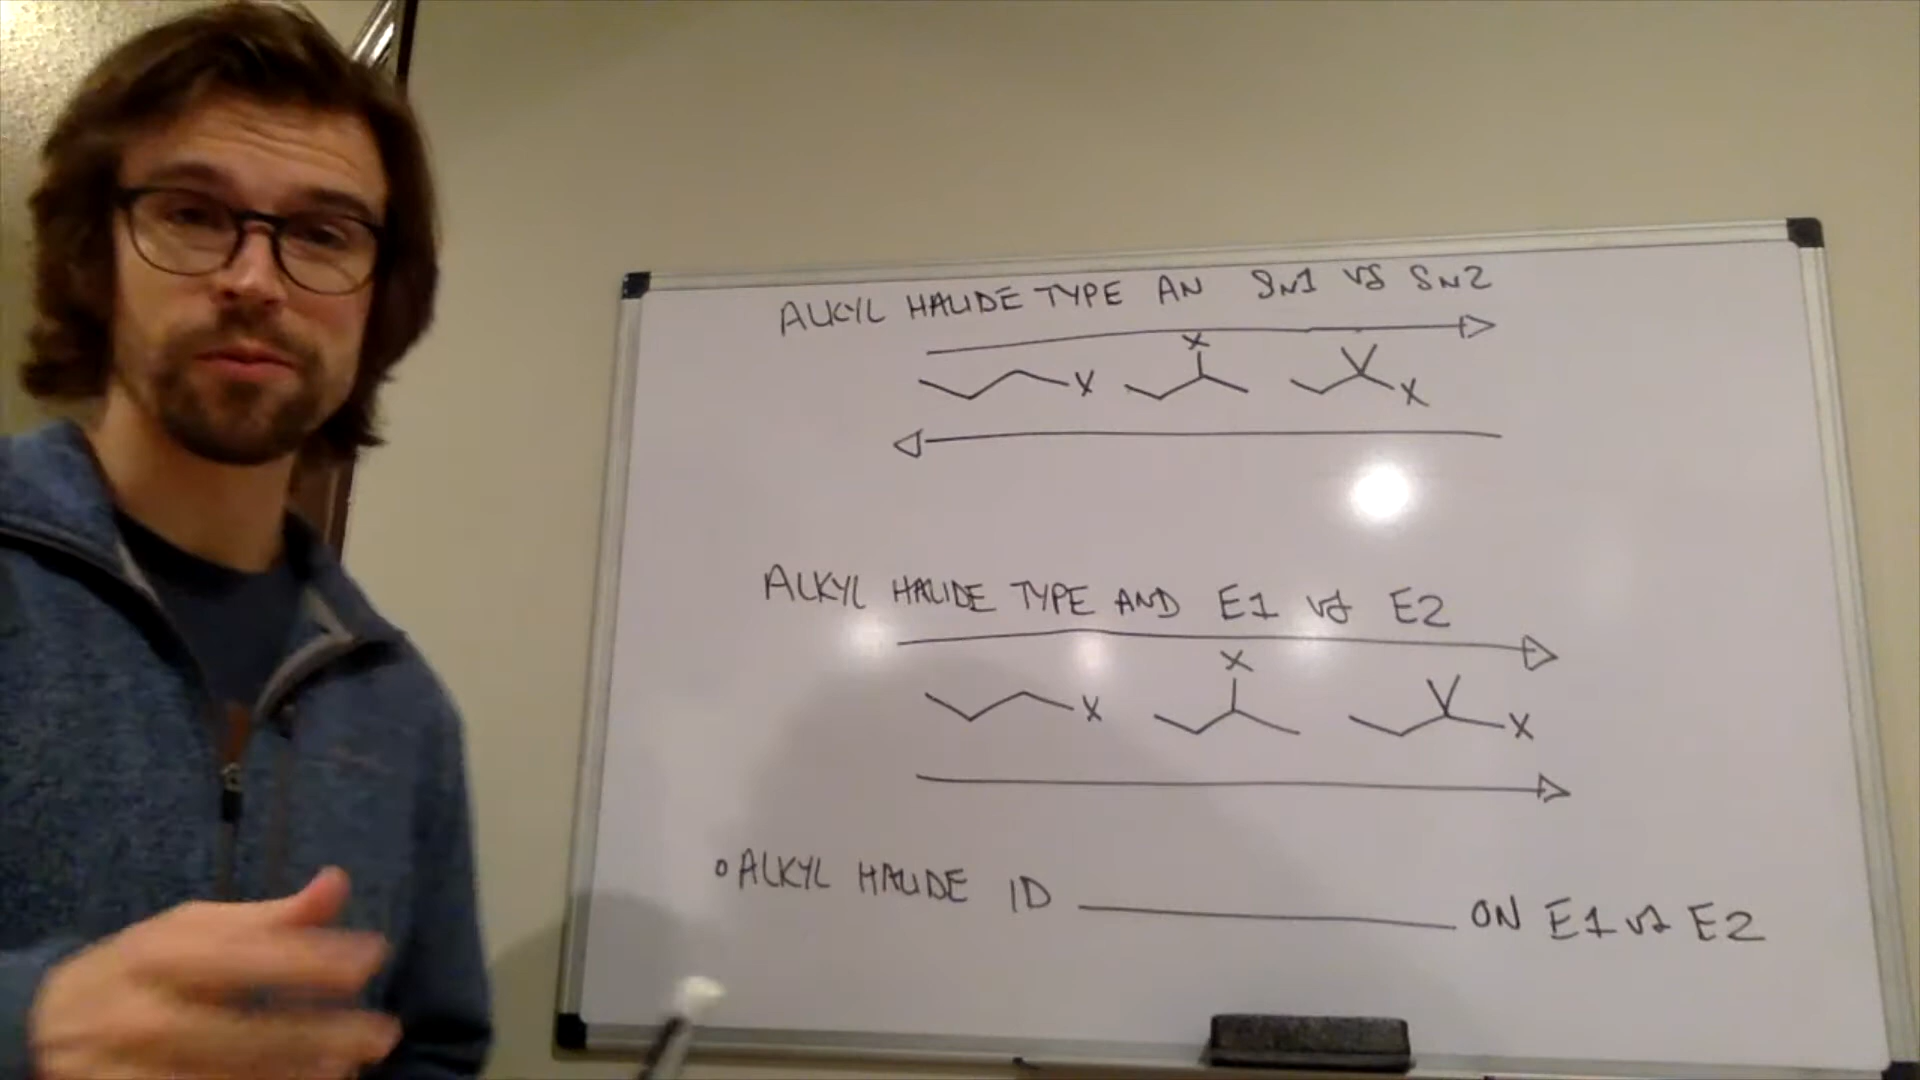 ALKYL HALIDE TYPE AN SN1 VS SN2
X
X X
ALKYL HALIDE TYPE AND E1 VS E2
X
X X
ALKYL HALIDE ID __________ ON E1 VS E2